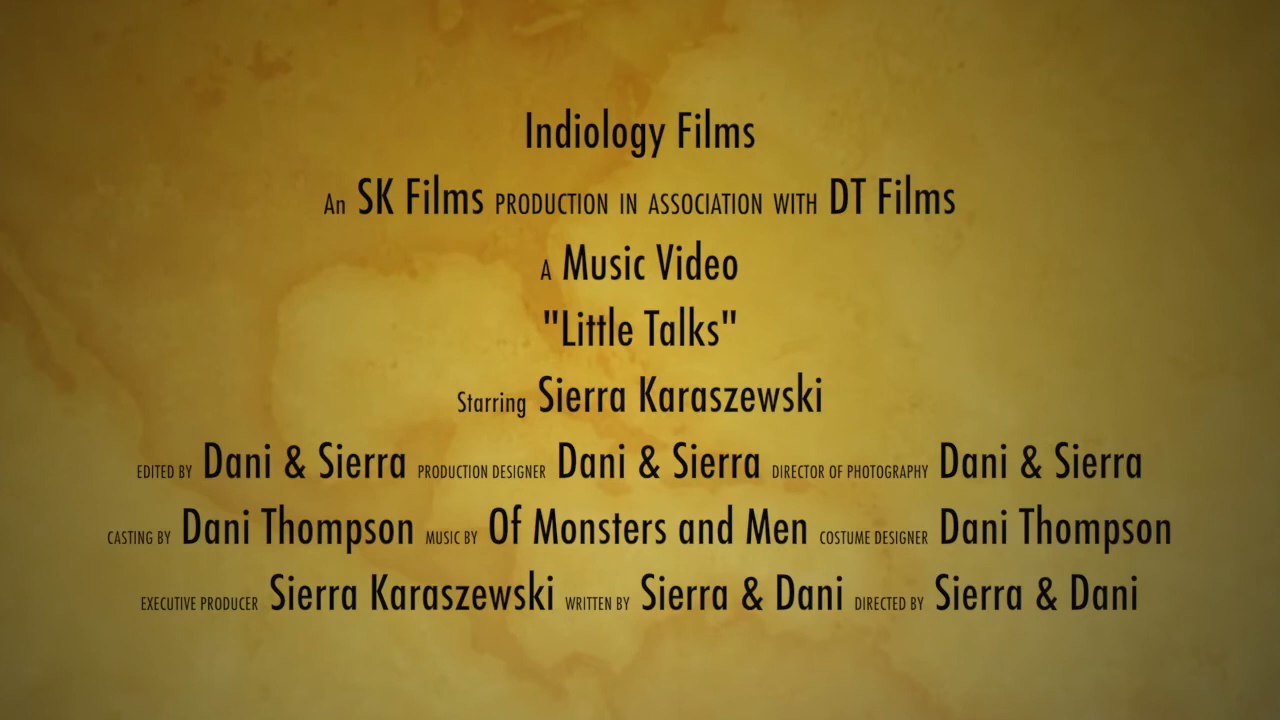 Indiology Films
An SK Films PRODUCTION IN ASSOCIATION WITH DT Films
A Music Video
"Little Talks"
Starring Sierra Karaszewski
EDITED BY Dani & Sierra PRODUCTION DESIGNER Dani & Sierra DIRECTOR OF PHOTOGRAPHY Dani & Sierra
CASTING BY Dani Thompson MUSIC BY Of Monsters and Men COSTUME DESIGNER Dani Thompson
EXECUTIVE PRODUCER Sierra Karaszewski WRITTEN BY Sierra & Dani DIRECTED BY Sierra & Dani